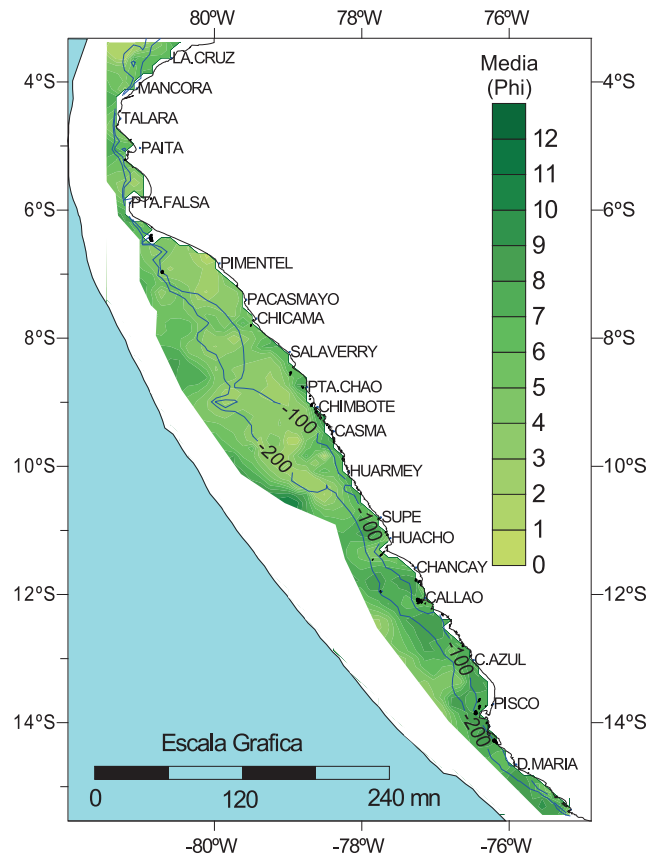 80ºW 78ºW 76ºW
4ºS 4ºS
6ºS 6ºS
8ºS 8ºS
10ºS 10ºS
12ºS 12ºS
14ºS 14ºS
-80ºW -78ºW -76ºW
LA.CRUZ
MANCORA
TALARA
PAITA
PTA.FALSA
PIMENTEL
PACASMAYO
CHICAMA
SALAVERRY
PTA.CHAO
CHIMBOTE
CASMA
HUARMEY
SUPE
HUACHO
CHANCAY
CALLAO
C.AZUL
PISCO
D.MARIA
-100
-200
-100
-100
-200
Media
(Phi)
12
11
10
9
8
7
6
5
4
3
2
1
0
Escala Grafica
0 120 240 mn